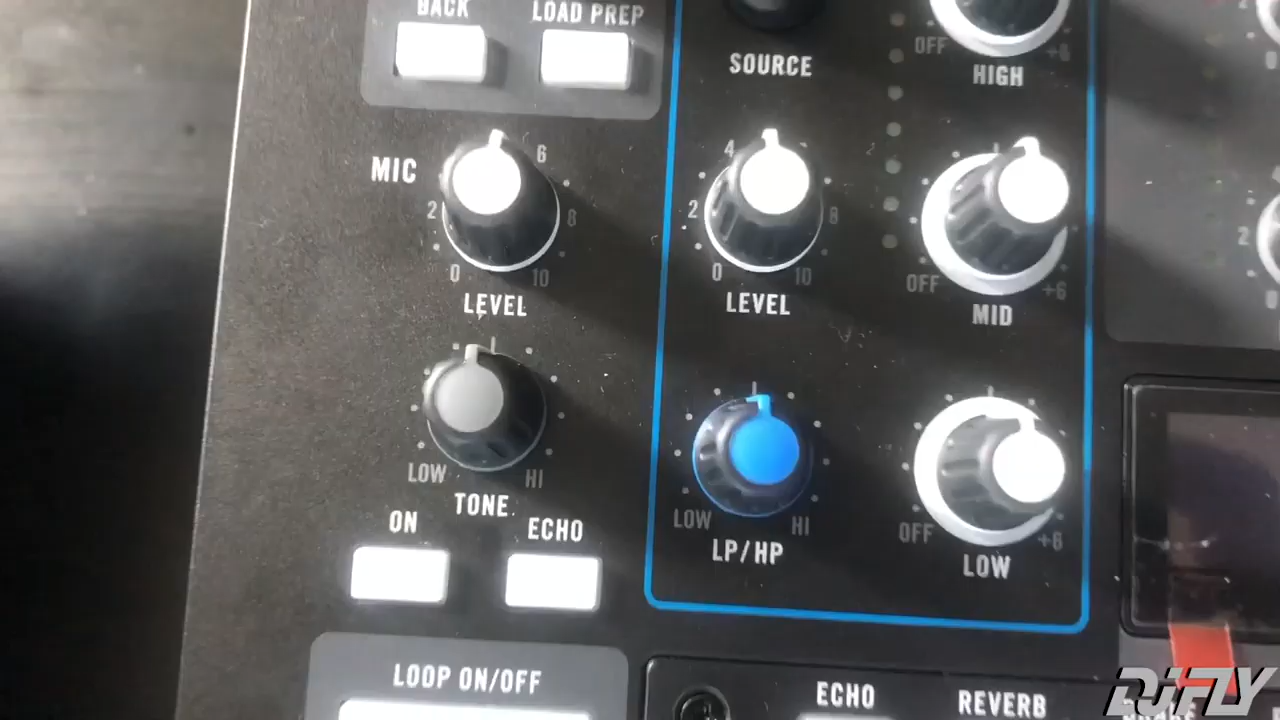 BACK
LOAD PREP
SOURCE
OFF
HIGH
MIC
6
2
8
0
10
LEVEL
4
2
8
0
10
LEVEL
OFF
+6
MID
2
LOW
HI
TONE
LOW
HI
LP/HP
OFF
+6
LOW
ON
ECHO
LOOP ON/OFF
ECHO
REVERB
DJFLY